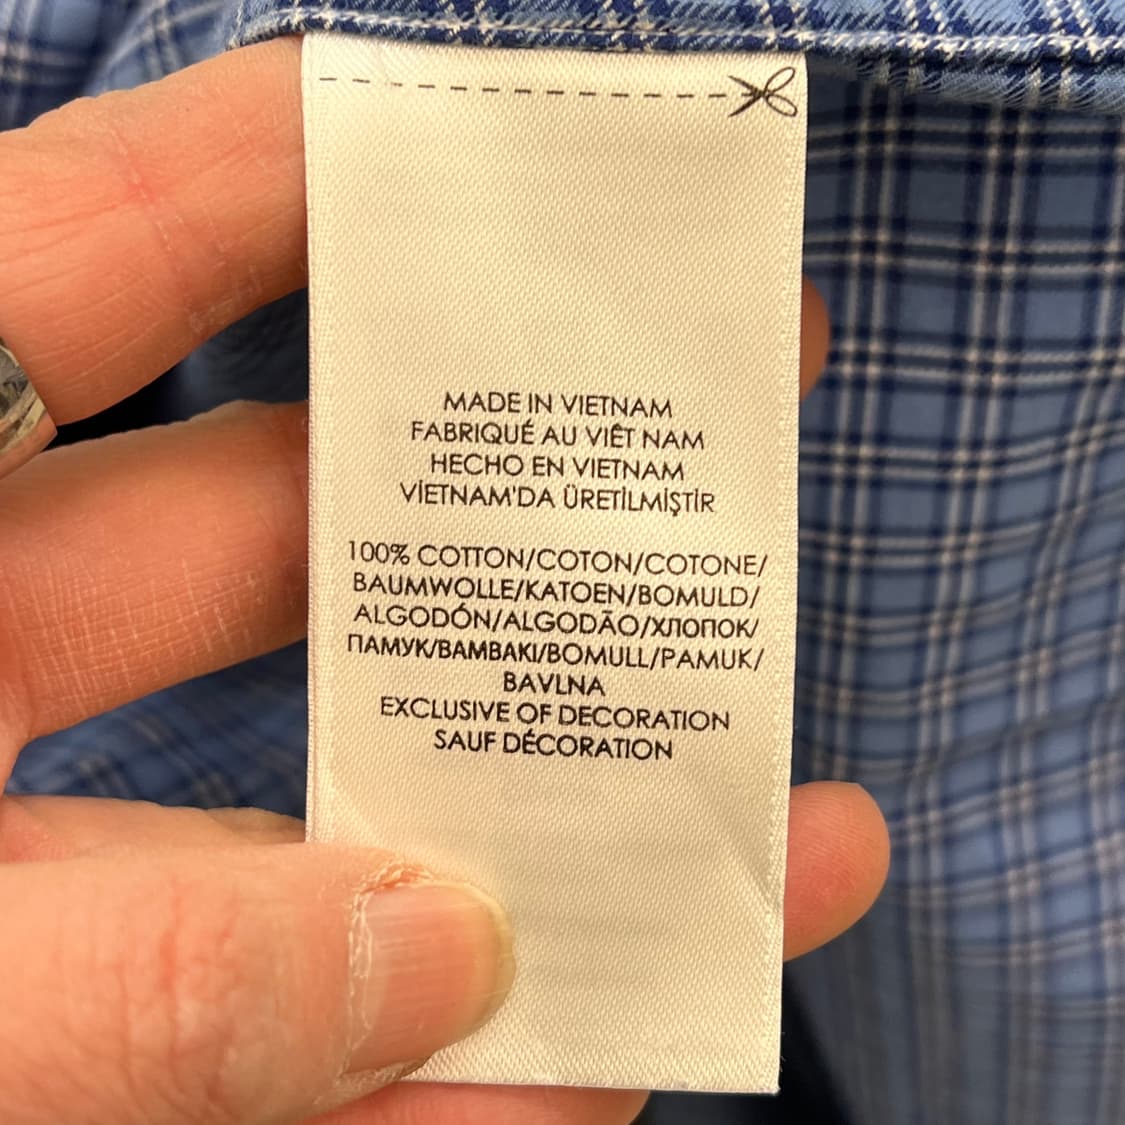 MADE IN VIETNAM
FABRIQUÉ AU VIÊT NAM
HECHO EN VIETNAM
VİETNAM'DA ÜRETİLMİŞTİR
100% COTTON/COTON/COTONE/
BAUMWOLLE/KATOEN/BOMULD/
ALGODÓN/ALGODÃO/ХЛОПОК/
ПАМУК/ΒΑΜΒΑΚΙ/BOMULL/PAMUK/
BAVLNA
EXCLUSIVE OF DECORATION
SAUF DÉCORATION